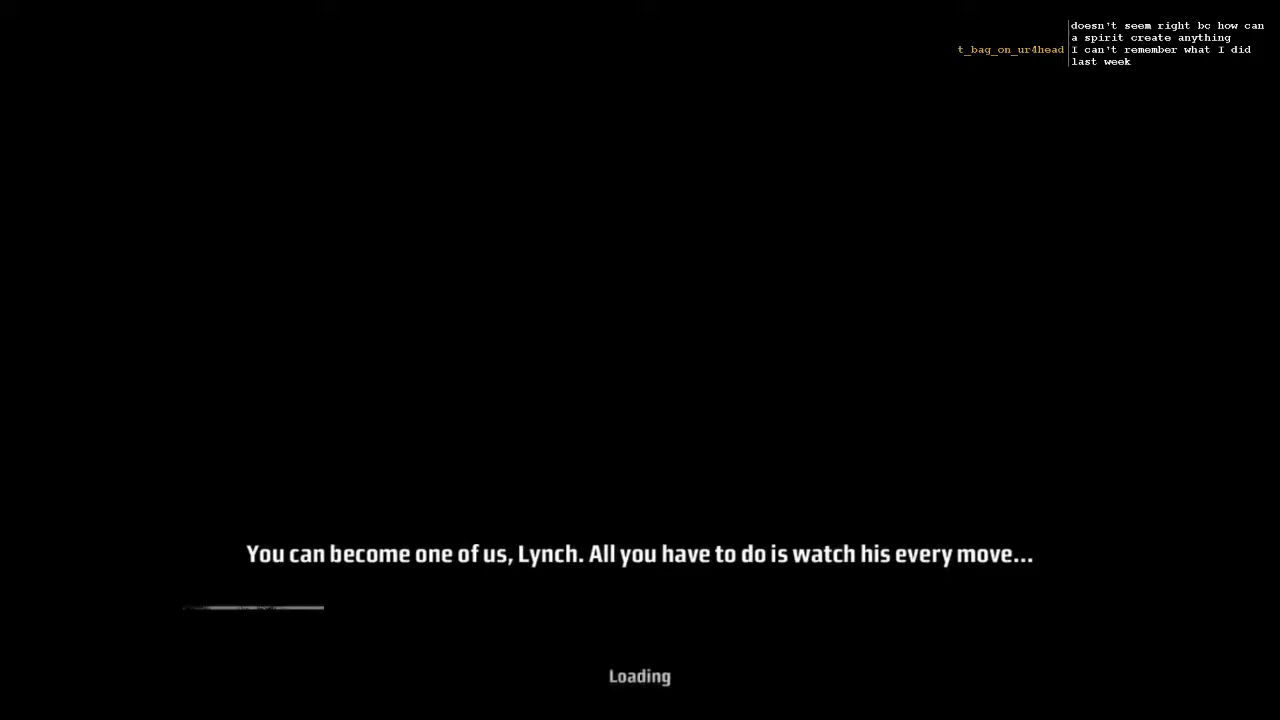 doesn't seem right bc how can
a spirit create anything
t_bag_on_ur4head I can't remember what I did
last week
You can become one of us, Lynch. All you have to do is watch his every move...
Loading